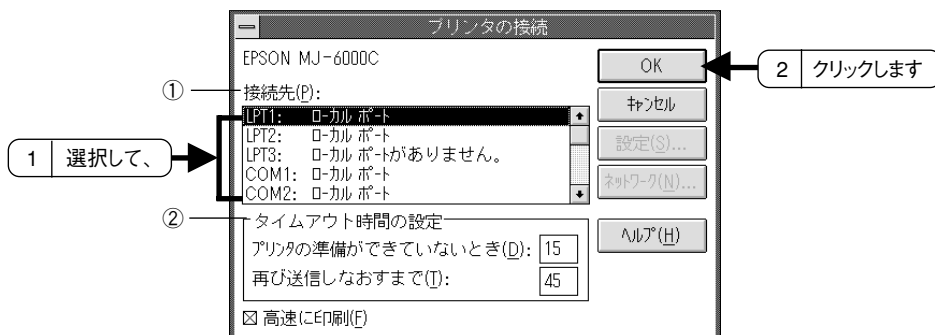 プリンタの接続
EPSON MJ-6000C
① 接続先(P):
LPT1: ローカル ポート
LPT2: ローカル ポート
LPT3: ローカル ポートがありません。
COM1: ローカル ポート
COM2: ローカル ポート
1 選択して、
② タイムアウト時間の設定
プリンタの準備ができていないとき(D): 15
再び送信しなおすまで(T): 45
☒ 高速に印刷(F)
OK
キャンセル
設定(S)...
ネットワーク(N)...
ヘルプ(H)
2 クリックします